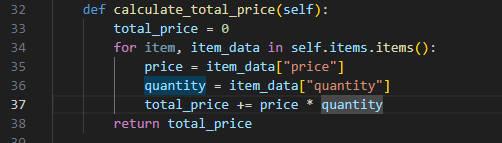 32 def calculate_total_price(self):
33 total_price = 0
34 for item, item_data in self.items.items():
35 price = item_data["price"]
36 quantity = item_data["quantity"]
37 total_price += price * quantity
38 return total_price
39